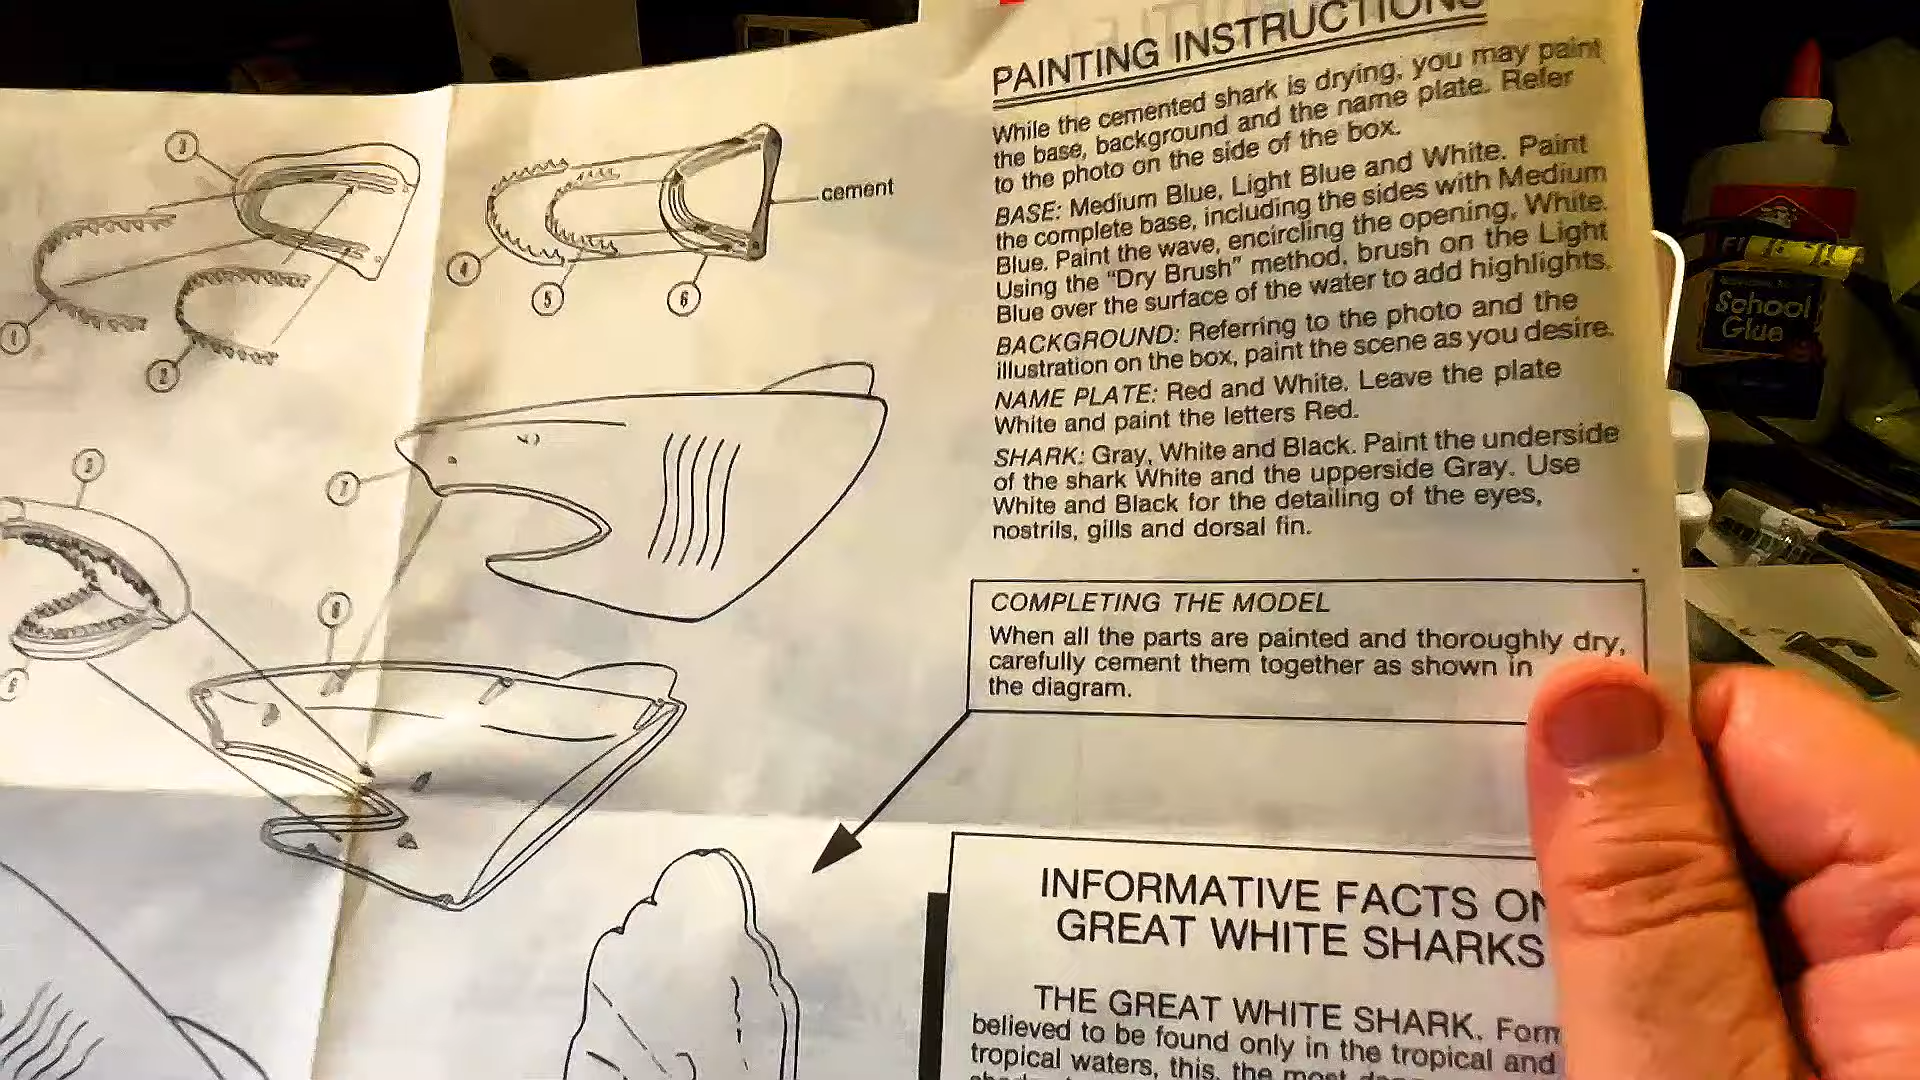 PAINTING INSTRUCTIONS
While the cemented shark is drying, you may paint
the base, background and the name plate. Refer
to the photo on the side of the box.
BASE: Medium Blue, Light Blue and White. Paint
the complete base, including the sides with Medium
Blue. Paint the wave, encircling the opening, White.
Using the "Dry Brush" method, brush on the Light
Blue over the surface of the water to add highlights.
BACKGROUND: Referring to the photo and the
illustration on the box, paint the scene as you desire.
NAME PLATE: Red and White. Leave the plate
White and paint the letters Red.
SHARK: Gray, White and Black. Paint the underside
of the shark White and the upperside Gray. Use
White and Black for the detailing of the eyes,
nostrils, gills and dorsal fin.
COMPLETING THE MODEL
When all the parts are painted and thoroughly dry,
carefully cement them together as shown in
the diagram.
INFORMATIVE FACTS ON
GREAT WHITE SHARKS
THE GREAT WHITE SHARK. Form
believed to be found only in the tropical and
tropical waters, this, the most
3
1
2
cement
4
5
6
7
8
School
Glue